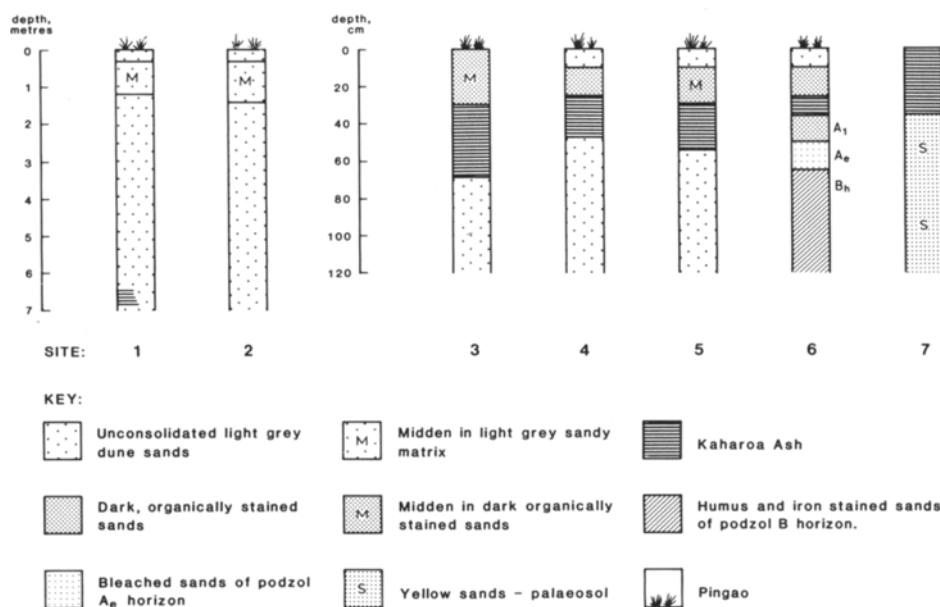 depth, metres
0
1
2
3
4
5
6
7
M
M
depth, cm
0
20
40
60
80
100
120
M
M
A1
Ae
Bh
S
S
SITE: 1 2 3 4 5 6 7
KEY:
Unconsolidated light grey
dune sands
M
Midden in light grey sandy
matrix
Kaharoa Ash
Dark, organically stained
sands
M
Midden in dark organically
stained sands
Humus and iron stained sands
of podzol B horizon.
Bleached sands of podzol
Ae horizon
S
Yellow sands – palaeosol
Pingao